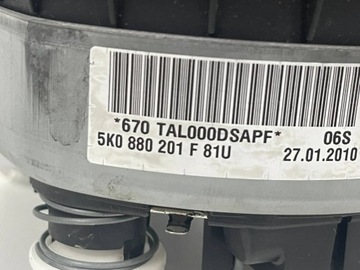 *670 TAL000DSAPF* 06S
5K0 880 201 F 81U 27.01.2010